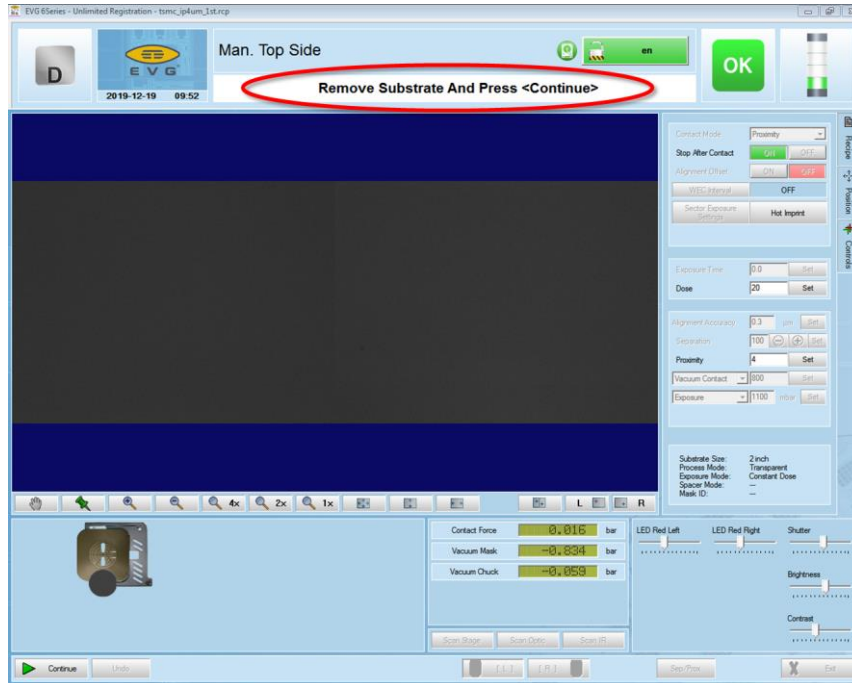 EVG 6Series - Unlimited Registration - tsmc_ip4um_1st.rcp
D
EVG
2019-12-19 09:52
Man. Top Side
en
OK
Remove Substrate And Press <Continue>
Contact Mode Proximity
Stop After Contact ON OFF
Alignment Offset ON OFF
WEC Interval OFF
Sector Exposure Settings Hot Imprint
Exposure Time 0.0 Set
Dose 20 Set
Alignment Accuracy 0.3 µm Set
Separation 100 Set
Proximity 4 Set
Vacuum Contact 800 Set
Exposure 1100 mbar Set
Substrate Size: 2 inch
Process Mode: Transparent
Exposure Mode: Constant Dose
Spacer Mode: ---
Mask ID: ---
Recipe
Position
Controls
4x 2x 1x L R
Contact Force 0.016 bar
Vacuum Mask -0.834 bar
Vacuum Chuck -0.059 bar
Scan Stage Scan Optic Scan IR
LED Red Left LED Red Right Shutter
Brightness
Contrast
Continue Undo [ L ] [ R ] Sep/Prox Exit